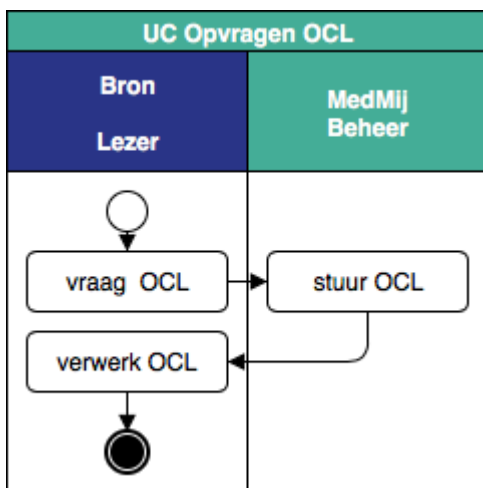 UC Opvragen OCL
Bron
Lezer
MedMij
Beheer
vraag OCL
stuur OCL
verwerk OCL